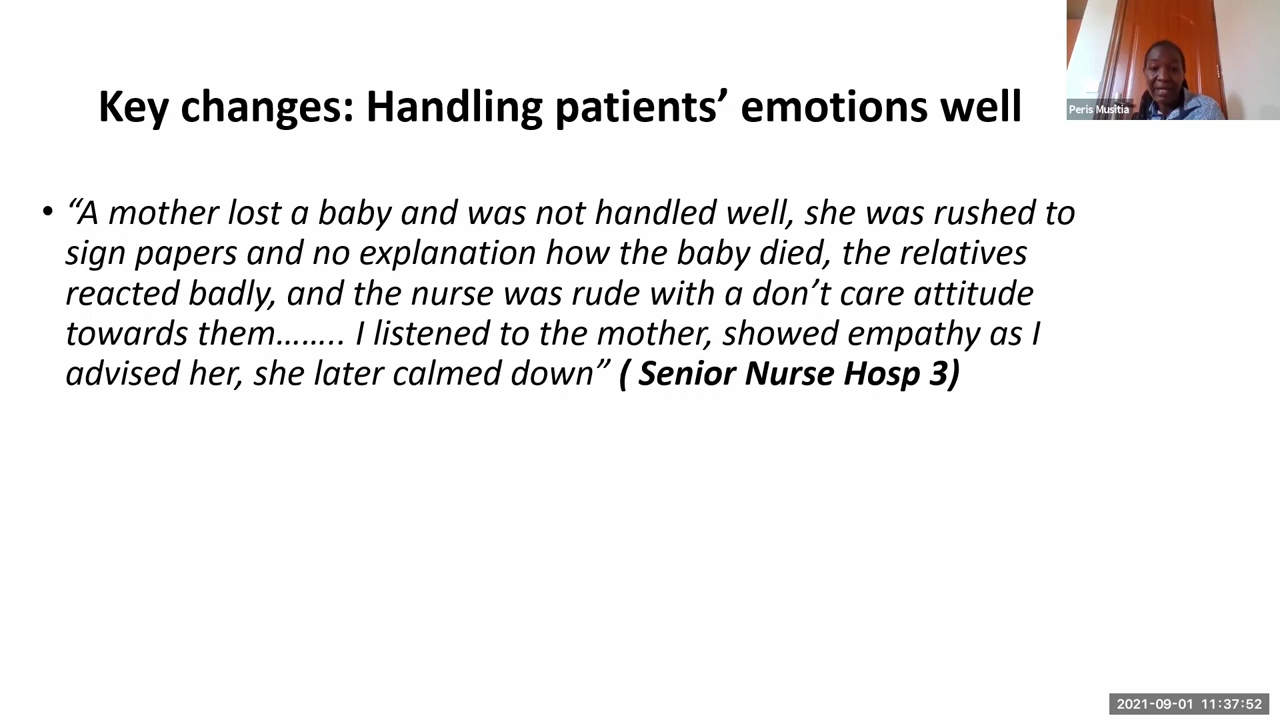 Key changes: Handling patients’ emotions well
Peris Musitia
• “A mother lost a baby and was not handled well, she was rushed to
sign papers and no explanation how the baby died, the relatives
reacted badly, and the nurse was rude with a don’t care attitude
towards them…….. I listened to the mother, showed empathy as I
advised her, she later calmed down” ( Senior Nurse Hosp 3)
2021-09-01 11:37:52